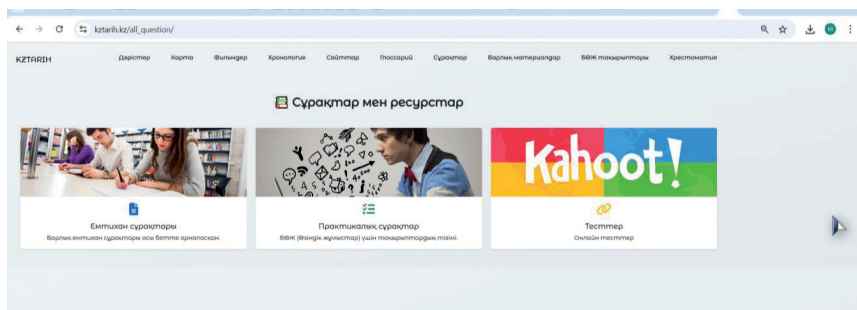 kztarih.kz/all_question/
M
KZTARIH Дәрістер Карта Фильмдер Хронология Сайттар Глоссарий Сұрақтар Барлық материалдар БӨЖ тақырыптары Хрестоматия
Сұрақтар мен ресурстар
Kahoot!
Емтихан сұрақтары
Барлық емтихан сұрақтары осы бетте орналасқан.
Практикалық сұрақтар
БӨЖ (Өзіндік жұмыстар) үшін тақырыптардың тізімі.
Тесттер
Онлайн тесттер